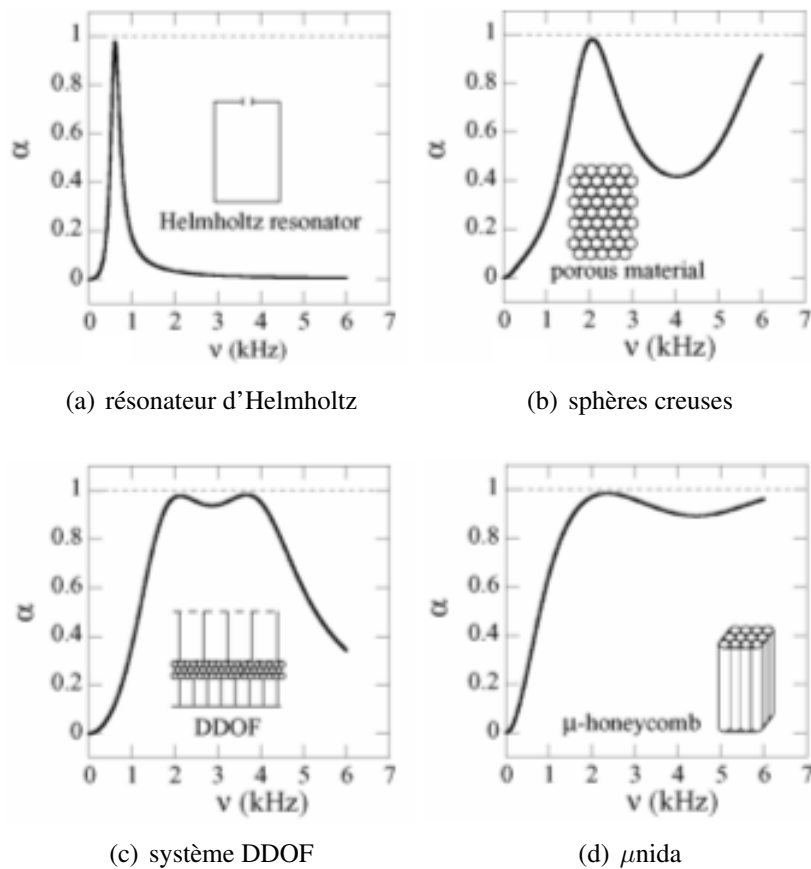 1
0.8
0.6
0.4
0.2
0
α
Helmholtz resonator
0 1 2 3 4 5 6 7
ν (kHz)
(a) résonateur d'Helmholtz
1
0.8
0.6
0.4
0.2
0
α
porous material
0 1 2 3 4 5 6 7
ν (kHz)
(b) sphères creuses
1
0.8
0.6
0.4
0.2
0
α
DDOF
0 1 2 3 4 5 6 7
ν (kHz)
(c) système DDOF
1
0.8
0.6
0.4
0.2
0
α
μ-honeycomb
0 1 2 3 4 5 6 7
ν (kHz)
(d) μnida